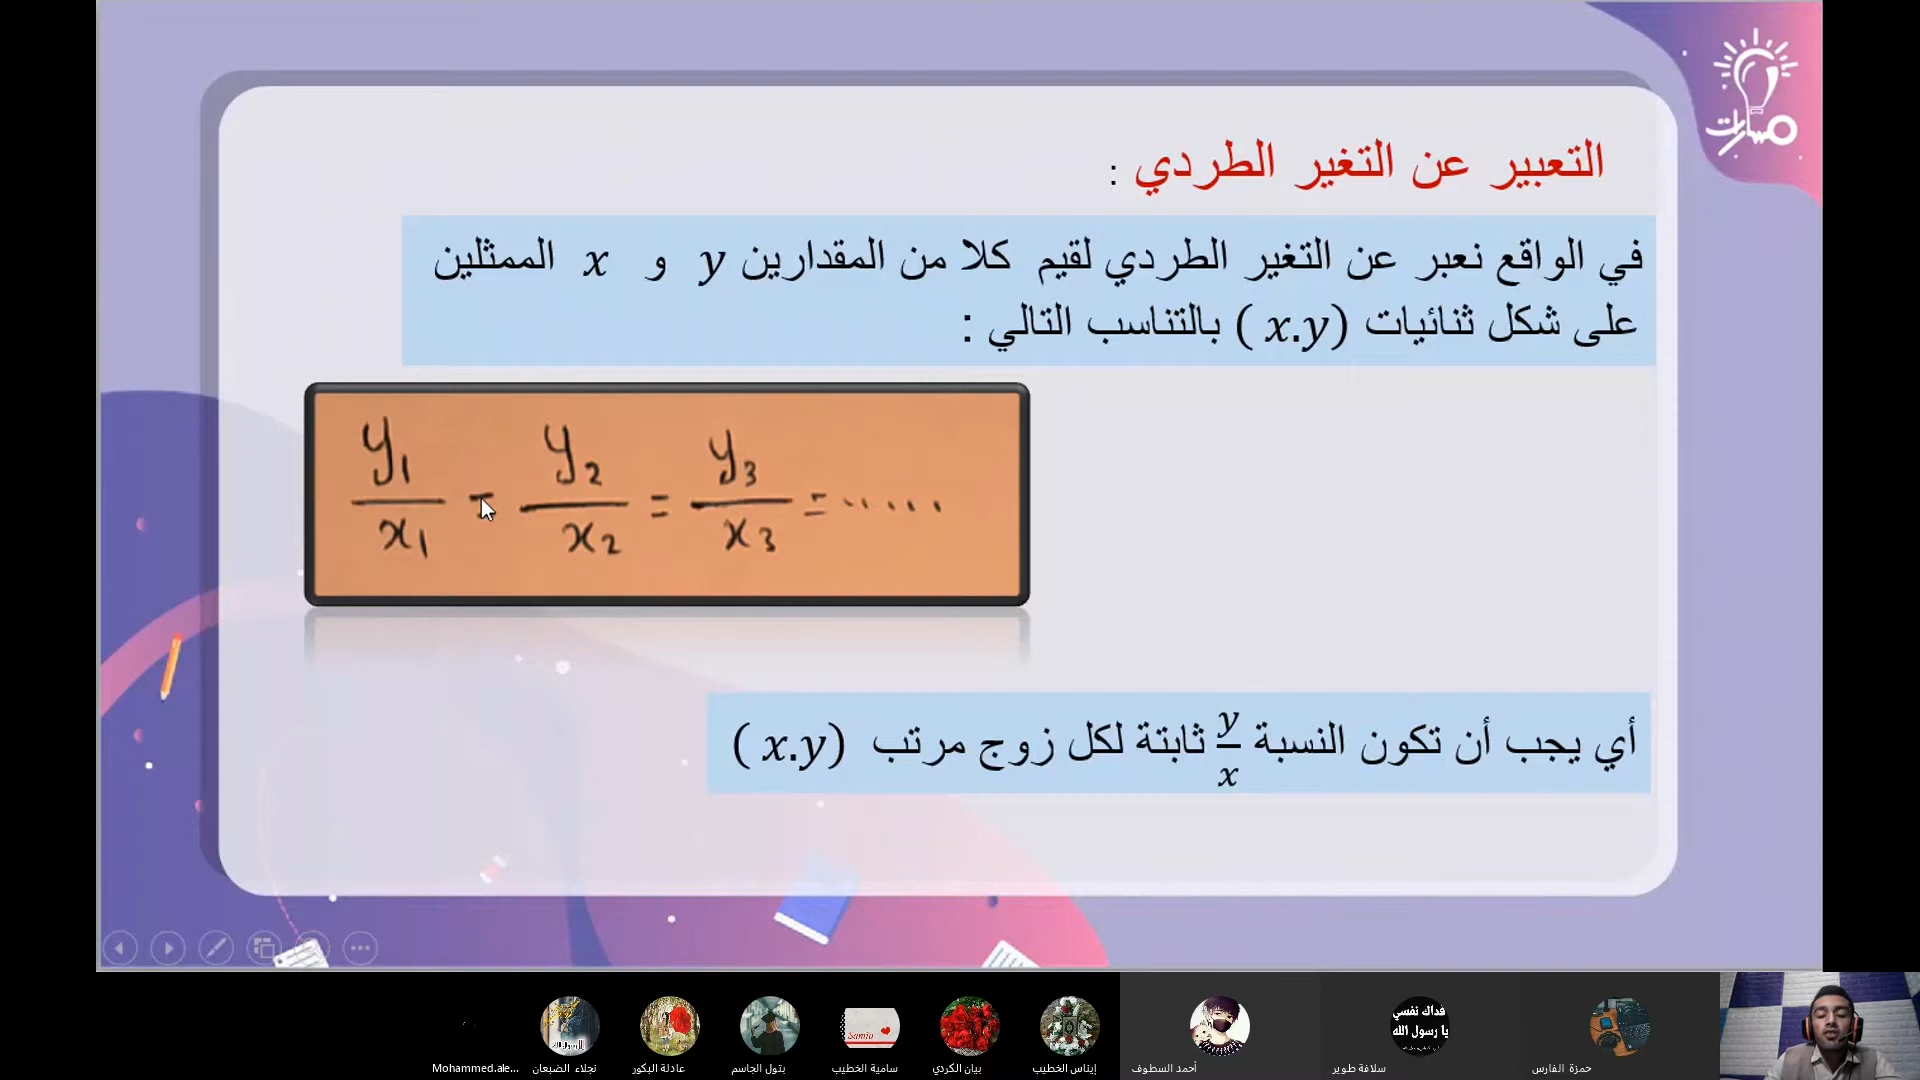 مسارات
التعبير عن التغير الطردي :
في الواقع نعبر عن التغير الطردي لقيم كلا من المقدارين y و x الممثلين
على شكل ثنائيات (x.y) بالتناسب التالي :
y₁/x₁ = y₂/x₂ = y₃/x₃ = .....
أي يجب أن تكون النسبة y/x ثابتة لكل زوج مرتب (x.y)
Samia
فداك نفسي
يا رسول الله
Mohammed.ale...
نجلاء الضبعان
عادلة البكور
بتول الجاسم
سامية الخطيب
بيان الكردي
إيناس الخطيب
أحمد السطوف
سلافة طوير
حمزة الفارس